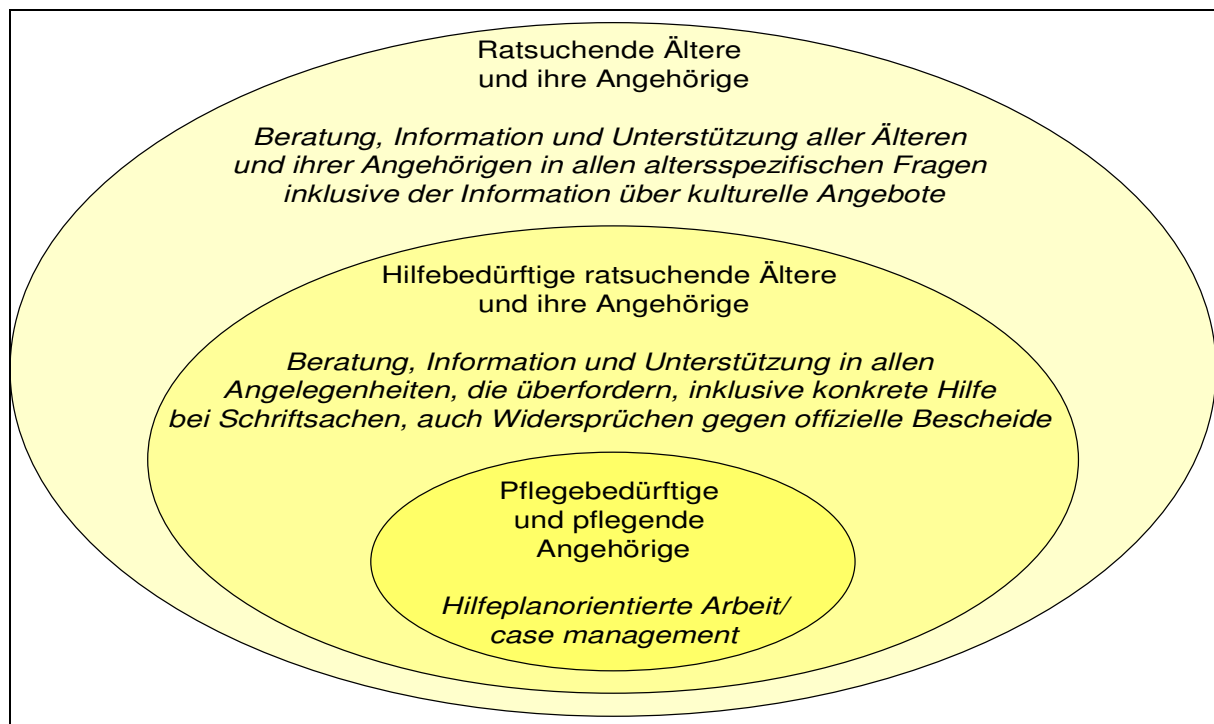 Ratsuchende Ältere
und ihre Angehörige
Beratung, Information und Unterstützung aller Älteren
und ihrer Angehörigen in allen altersspezifischen Fragen
inklusive der Information über kulturelle Angebote
Hilfebedürftige ratsuchende Ältere
und ihre Angehörige
Beratung, Information und Unterstützung in allen
Angelegenheiten, die überfordern, inklusive konkrete Hilfe
bei Schriftsachen, auch Widersprüchen gegen offizielle Bescheide
Pflegebedürftige
und pflegende
Angehörige
Hilfeplanorientierte Arbeit/
case management